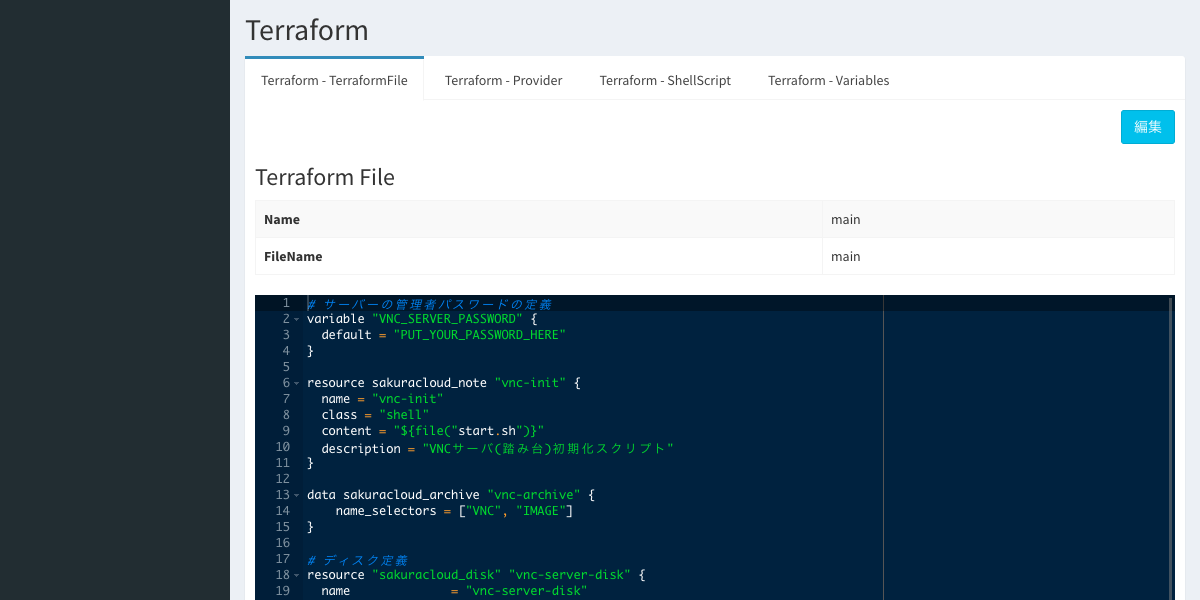 Terraform
Terraform - TerraformFile Terraform - Provider Terraform - ShellScript Terraform - Variables
編集
Terraform File
Name main
FileName main
1 # サーバーの管理者パスワードの定義
2 variable "VNC_SERVER_PASSWORD" {
3 default = "PUT_YOUR_PASSWORD_HERE"
4 }
5
6 resource sakuracloud_note "vnc-init" {
7 name = "vnc-init"
8 class = "shell"
9 content = "${file("start.sh")}"
10 description = "VNCサーバ(踏み台)初期化スクリプト"
11 }
12
13 data sakuracloud_archive "vnc-archive" {
14 name_selectors = ["VNC", "IMAGE"]
15 }
16
17 # ディスク定義
18 resource "sakuracloud_disk" "vnc-server-disk" {
19 name = "vnc-server-disk"